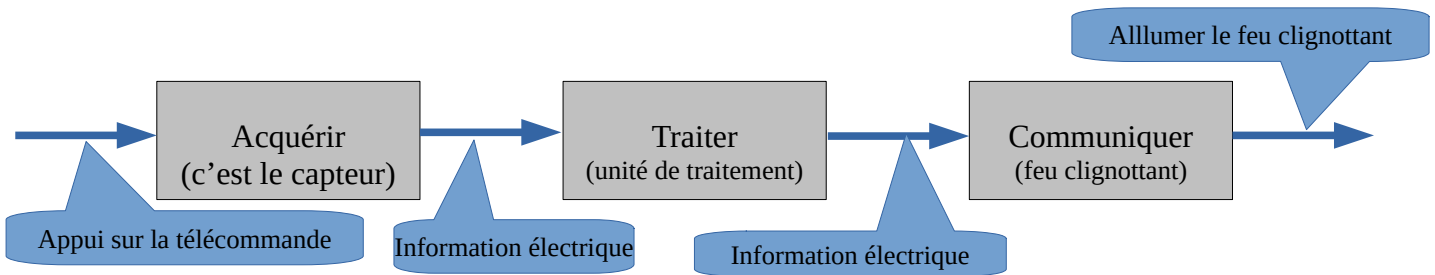 Alllumer le feu clignottant
Acquérir
(c’est le capteur)
Traiter
(unité de traitement)
Communiquer
(feu clignottant)
Appui sur la télécommande
Information électrique
Information électrique